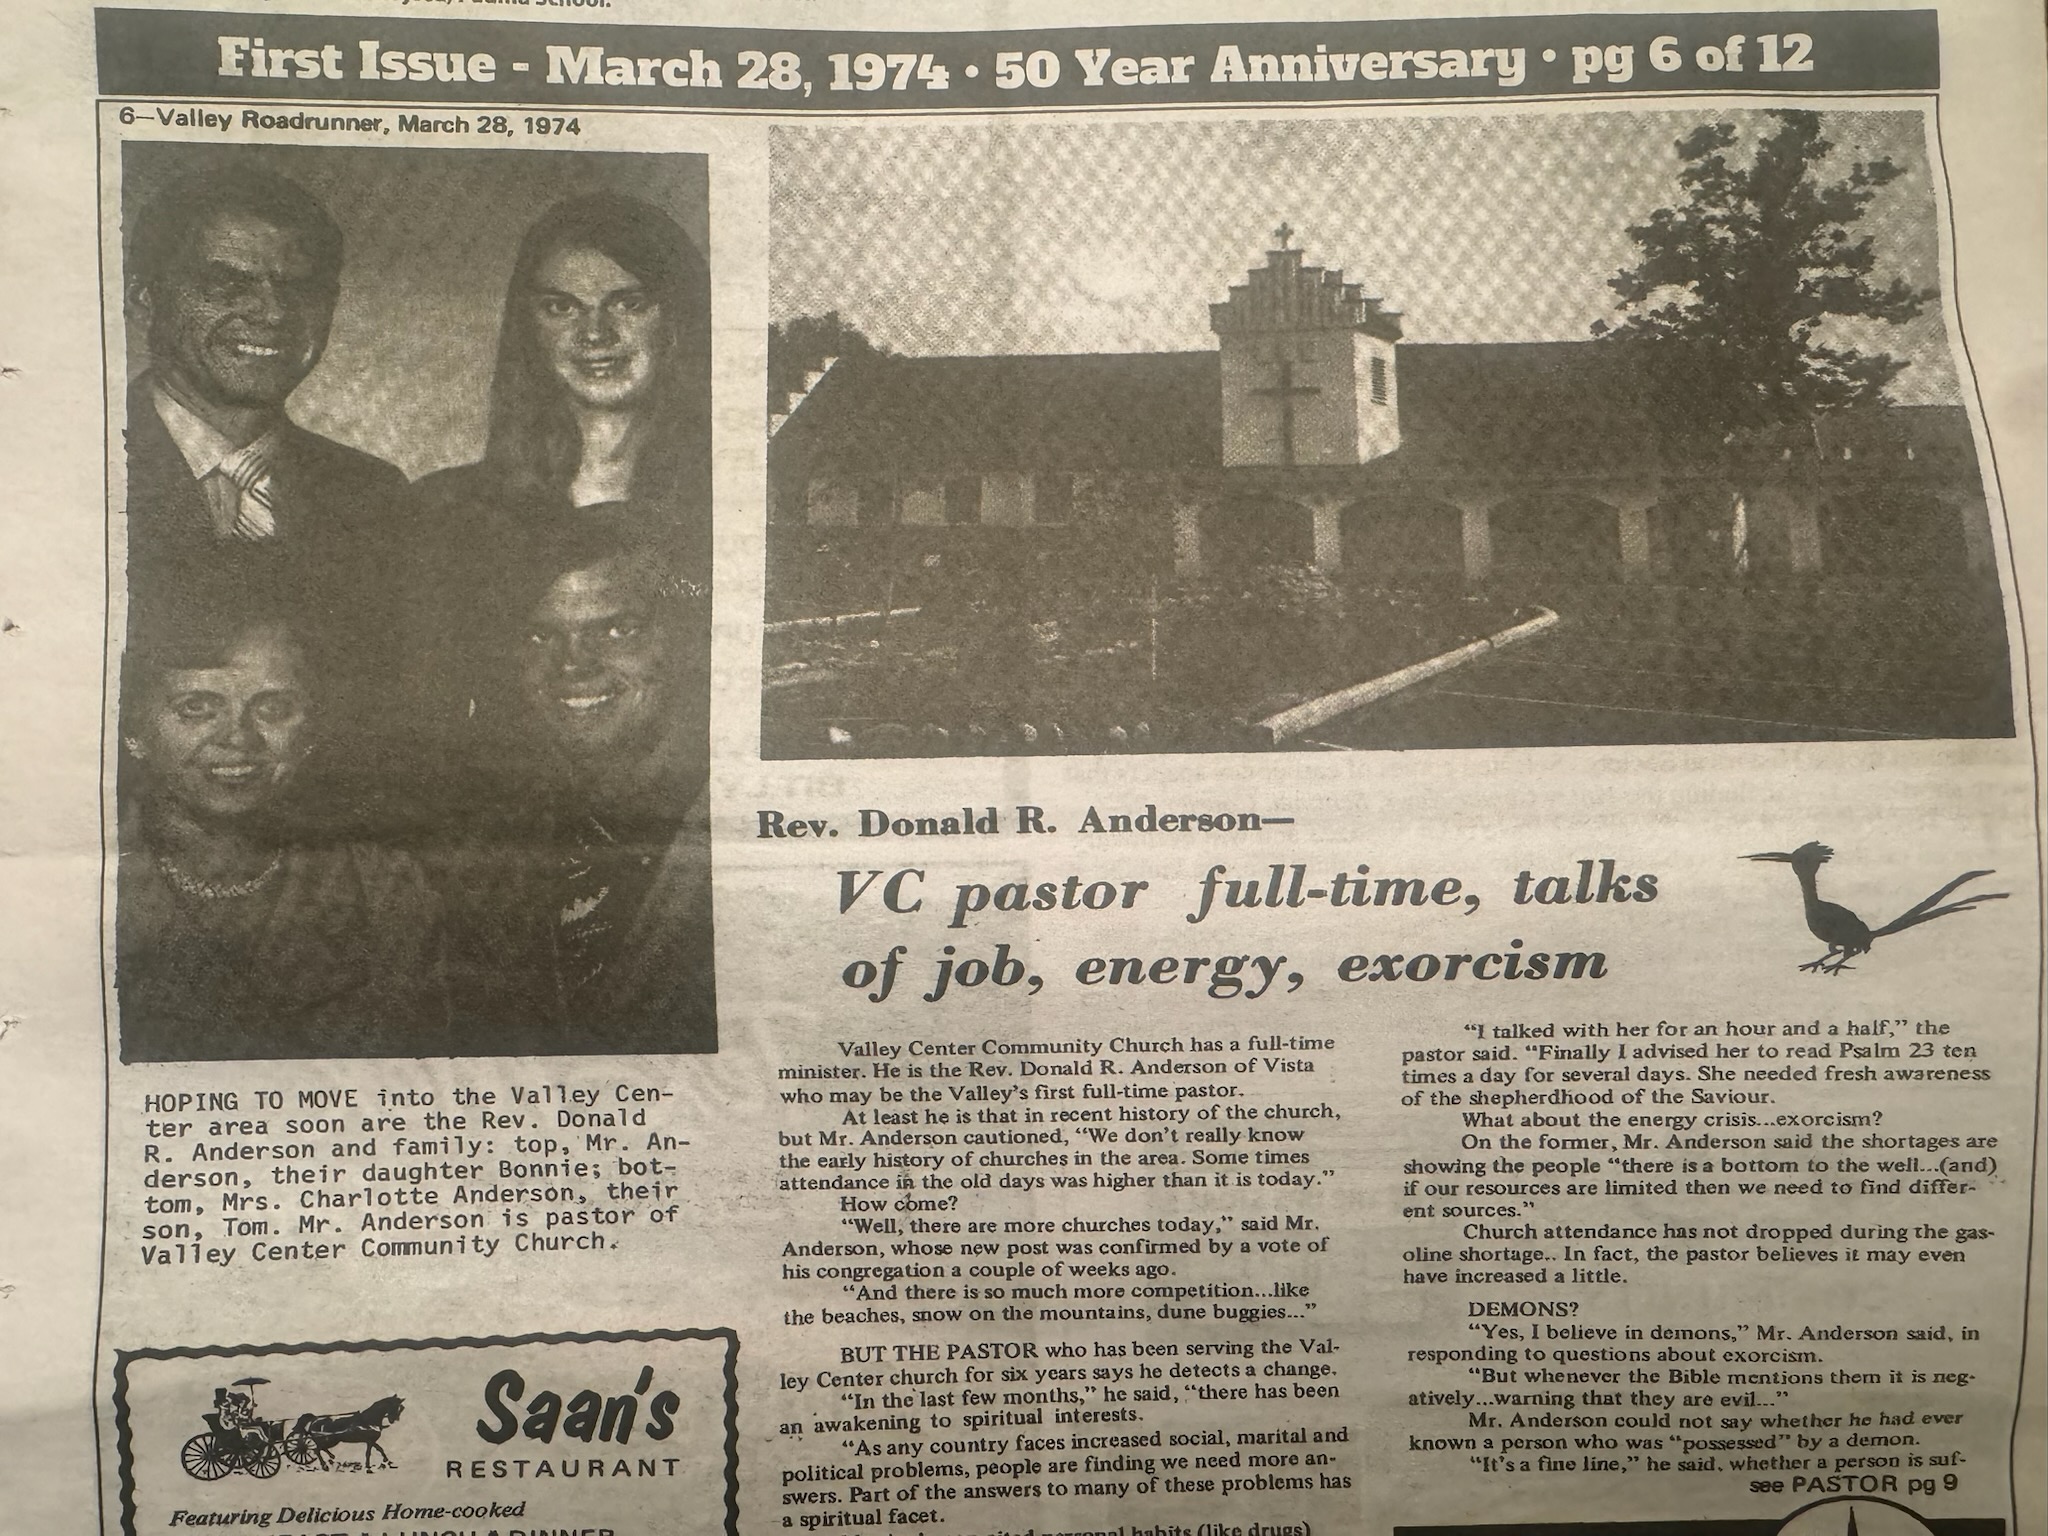 School.
First Issue - March 28, 1974 • 50 Year Anniversary • pg 6 of 12
6—Valley Roadrunner, March 28, 1974
HOPING TO MOVE into the Valley Cen-
ter area soon are the Rev. Donald
R. Anderson and family: top, Mr. An-
derson, their daughter Bonnie; bot-
tom, Mrs. Charlotte Anderson, their
son, Tom. Mr. Anderson is pastor of
Valley Center Community Church.
Saan's
RESTAURANT
Featuring Delicious Home-cooked
LUNCH DINNER
Rev. Donald R. Anderson—
VC pastor full-time, talks
of job, energy, exorcism
Valley Center Community Church has a full-time
minister. He is the Rev. Donald R. Anderson of Vista
who may be the Valley's first full-time pastor.
At least he is that in recent history of the church,
but Mr. Anderson cautioned, “We don't really know
the early history of churches in the area. Some times
attendance in the old days was higher than it is today.”
How come?
“Well, there are more churches today,” said Mr.
Anderson, whose new post was confirmed by a vote of
his congregation a couple of weeks ago.
“And there is so much more competition...like
the beaches, snow on the mountains, dune buggies...”
BUT THE PASTOR who has been serving the Val-
ley Center church for six years says he detects a change.
“In the last few months,” he said, “there has been
an awakening to spiritual interests.
“As any country faces increased social, marital and
political problems, people are finding we need more an-
swers. Part of the answers to many of these problems has
a spiritual facet.
personal habits (like drugs)
“I talked with her for an hour and a half,” the
pastor said. “Finally I advised her to read Psalm 23 ten
times a day for several days. She needed fresh awareness
of the shepherdhood of the Saviour.
What about the energy crisis...exorcism?
On the former, Mr. Anderson said the shortages are
showing the people “there is a bottom to the well...(and)
if our resources are limited then we need to find differ-
ent sources.”
Church attendance has not dropped during the gas-
oline shortage.. In fact, the pastor believes it may even
have increased a little.
DEMONS?
“Yes, I believe in demons,” Mr. Anderson said, in
responding to questions about exorcism.
“But whenever the Bible mentions them it is neg-
atively...warning that they are evil...”
Mr. Anderson could not say whether he had ever
known a person who was “possessed” by a demon.
“It's a fine line,” he said, whether a person is suf-
see PASTOR pg 9